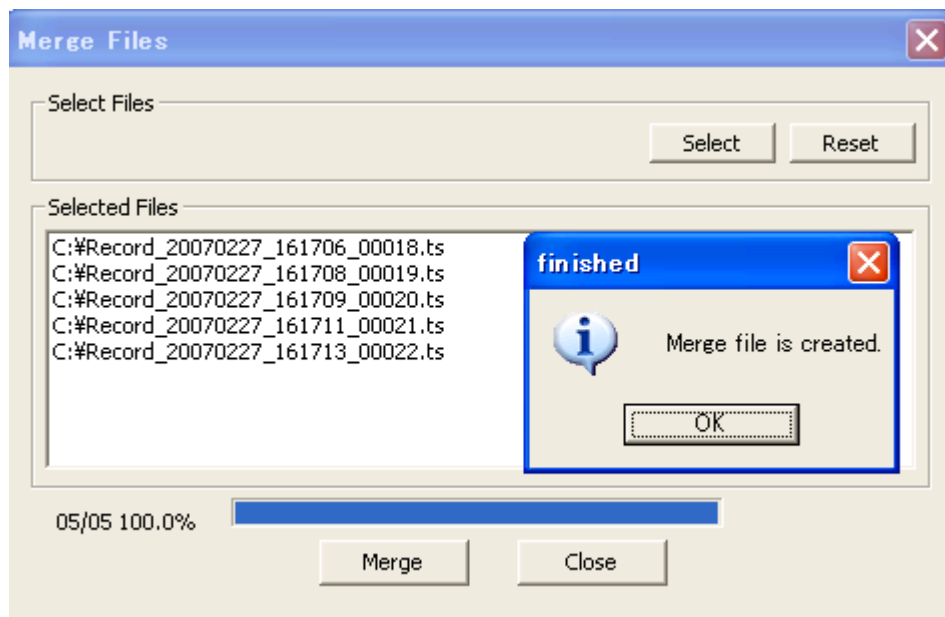 Merge Files
Select Files
Select
Reset
Selected Files
C:¥Record_20070227_161706_00018.ts
C:¥Record_20070227_161708_00019.ts
C:¥Record_20070227_161709_00020.ts
C:¥Record_20070227_161711_00021.ts
C:¥Record_20070227_161713_00022.ts
finished
Merge file is created.
OK
05/05 100.0%
Merge
Close